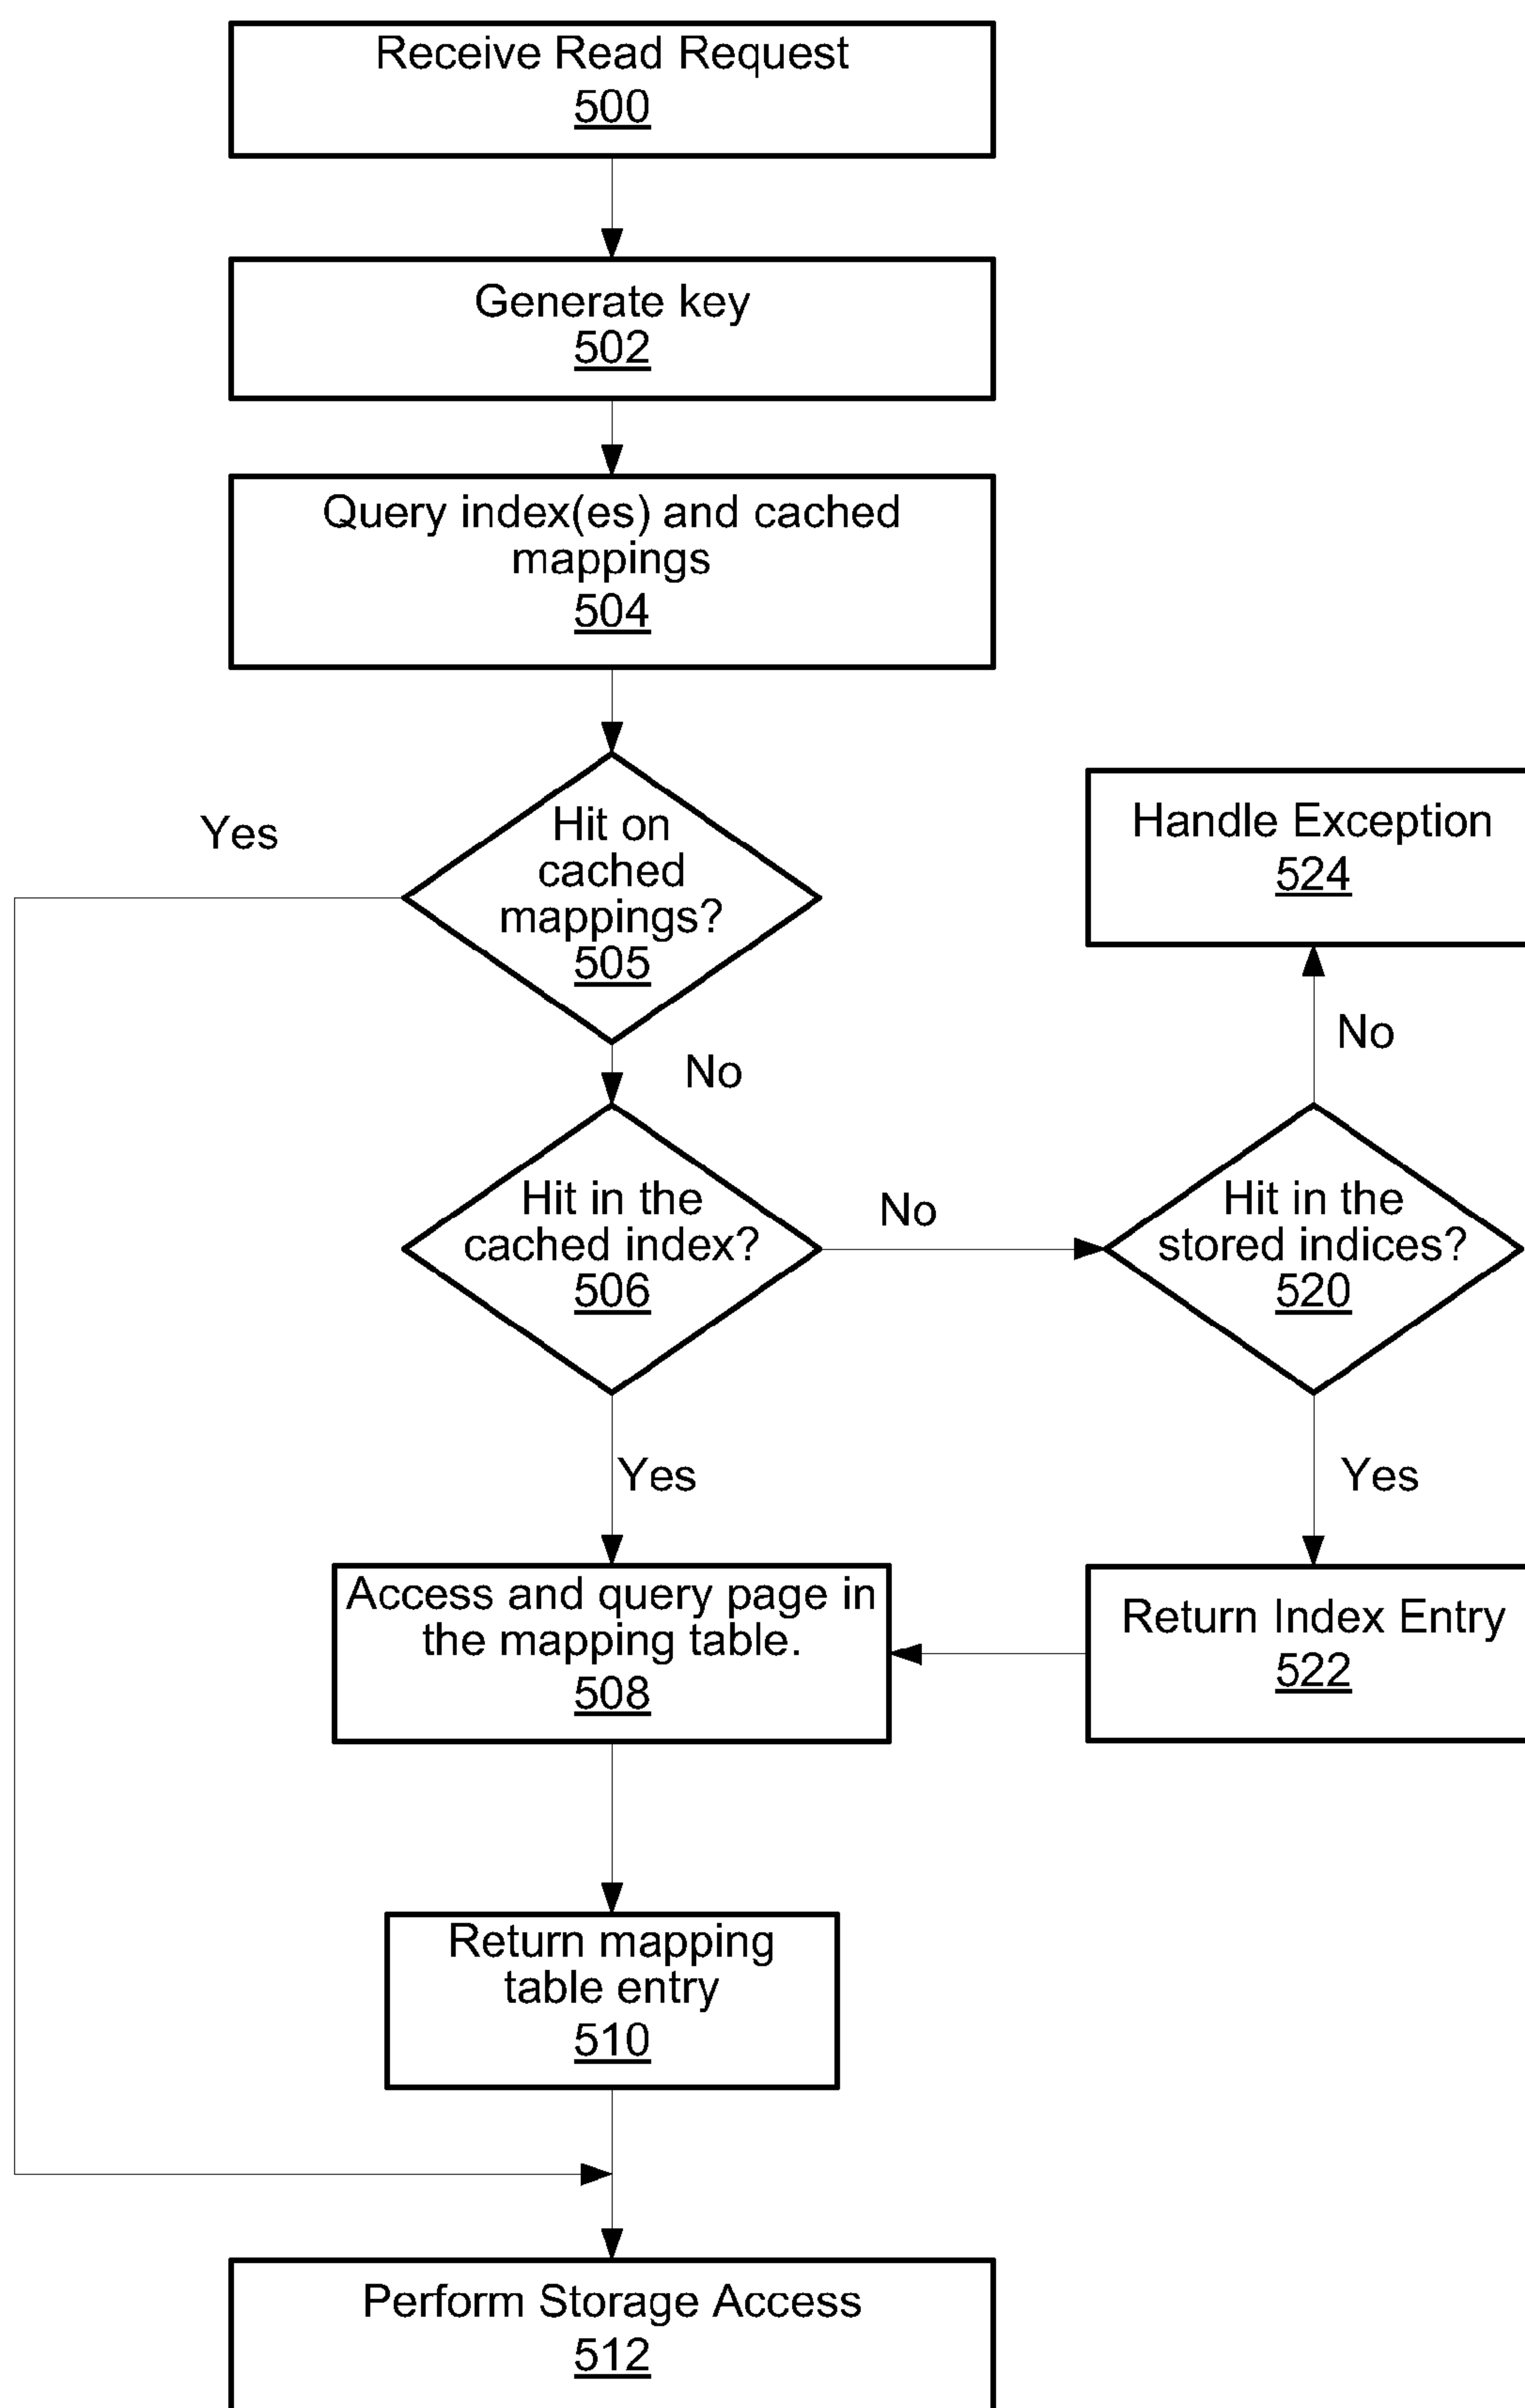 Receive Read Request
500
Generate key
502
Query index(es) and cached
mappings
504
Yes
Hit on
cached
mappings?
505
Handle Exception
524
No
No
Hit in the
cached index?
506
No
Hit in the
stored indices?
520
Yes
Yes
Access and query page in
the mapping table.
508
Return Index Entry
522
Return mapping
table entry
510
Perform Storage Access
512